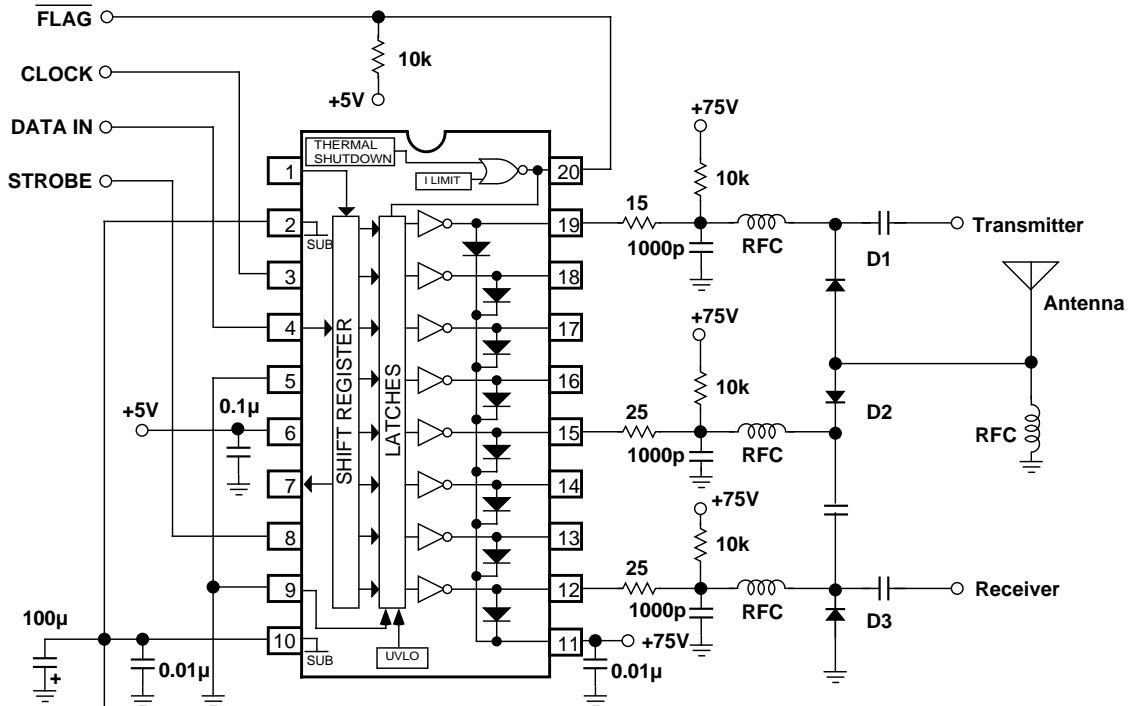 FLAG
10k
CLOCK
+5V
DATA IN
STROBE
THERMAL
SHUTDOWN
I LIMIT
1
2
3
4
5
6
7
8
9
10
20
19
18
17
16
15
14
13
12
11
SUB
SUB
SHIFT REGISTER
LATCHES
UVLO
+5V
0.1µ
100µ
+
0.01µ
0.01µ
+75V
+75V
10k
15
1000p
RFC
D1
Transmitter
Antenna
+75V
10k
25
1000p
RFC
D2
RFC
+75V
10k
25
1000p
RFC
D3
Receiver